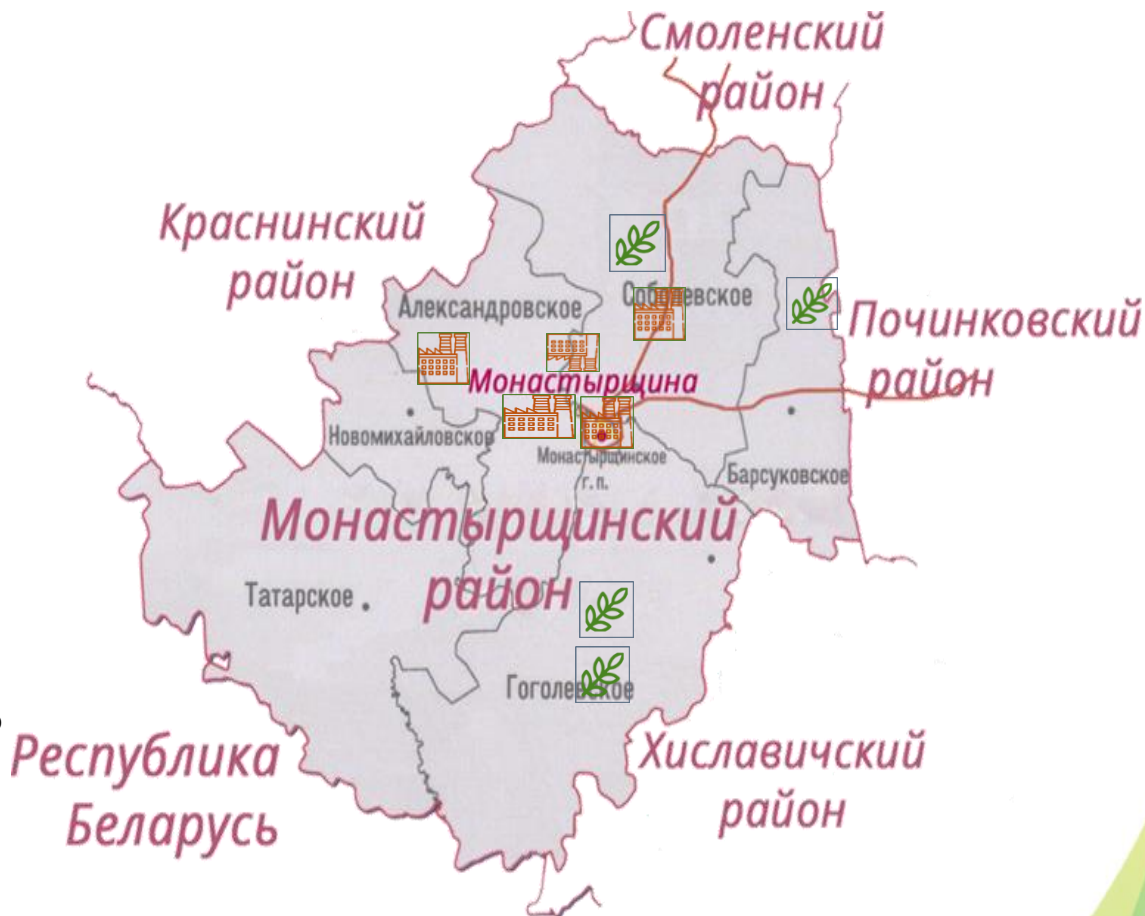 Смоленский
район
Краснинский
район
Александровское
Соболевское
Починковский
район
Монастырщина
Новомихайловское
Монастырщинское
г. п.
Барсуковское
Монастырщинский
район
Татарское
Гоголевское
Республика
Беларусь
Хиславичский
район